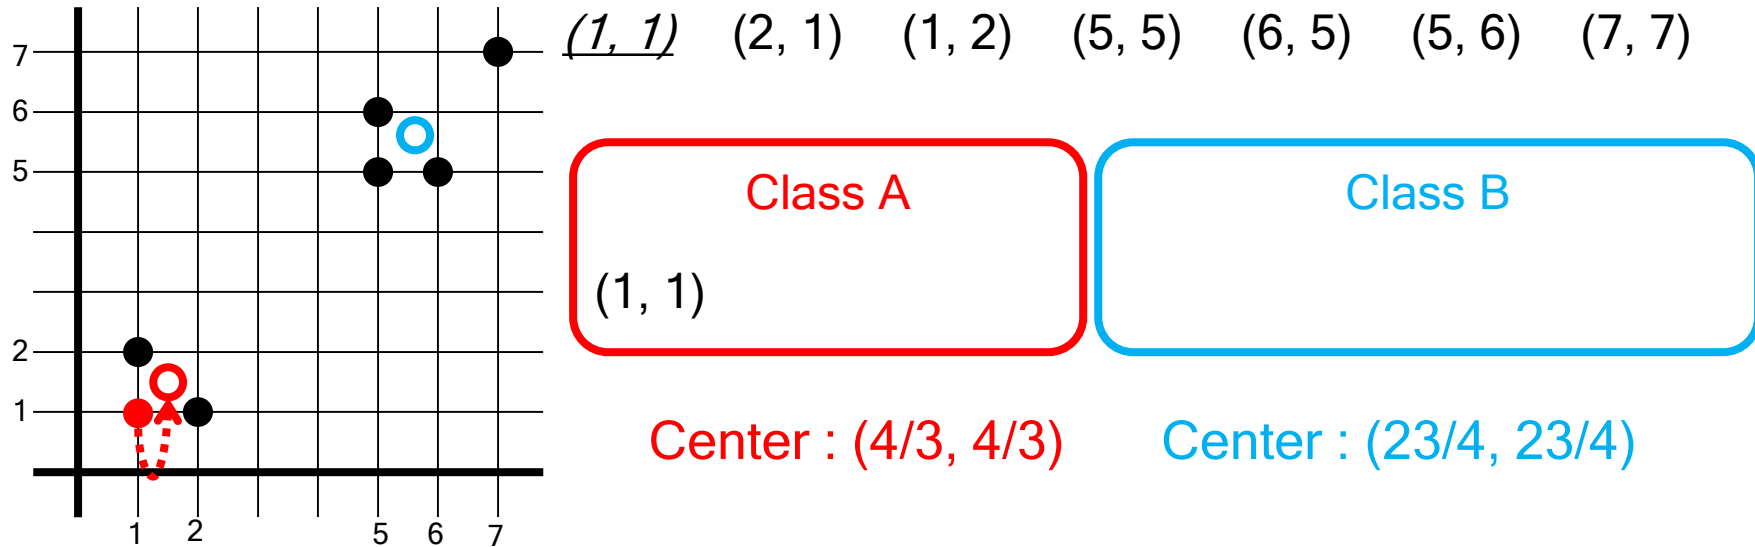 (1, 1) (2, 1) (1, 2) (5, 5) (6, 5) (5, 6) (7, 7)
7
6
5
2
1
1 2 5 6 7
Class A
(1, 1)
Center : (4/3, 4/3)
Class B
Center : (23/4, 23/4)